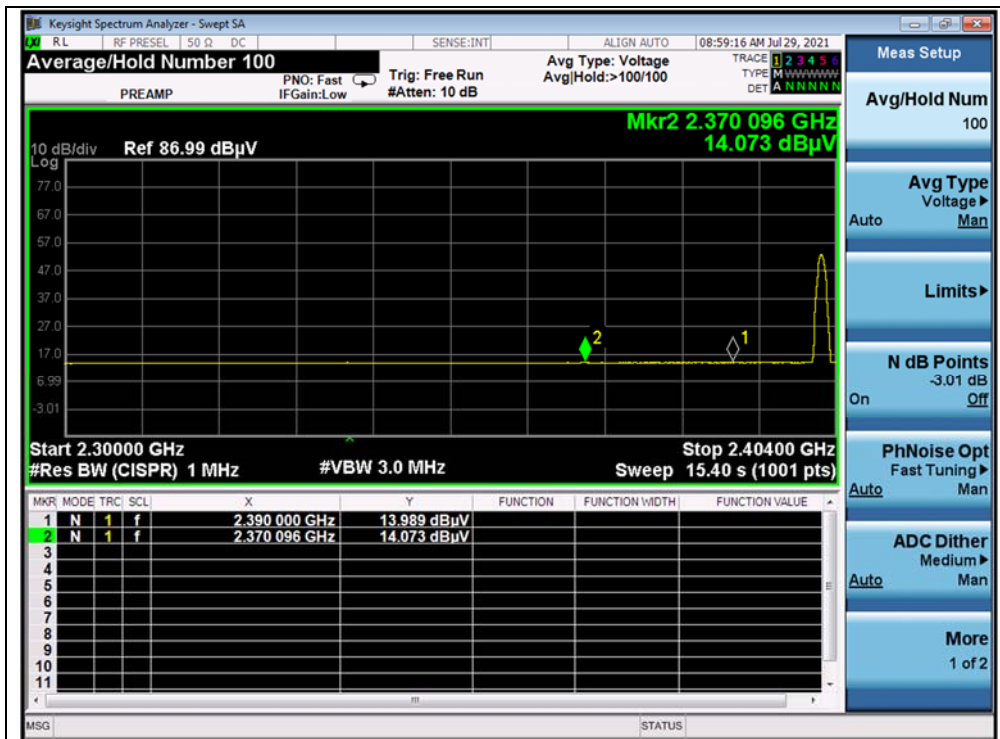 Keysight Spectrum Analyzer - Swept SA
LXI RL RF PRESEL 50 Ω DC SENSE:INT ALIGN AUTO 08:59:16 AM Jul 29, 2021
Average/Hold Number 100
PREAMP
PNO: Fast
IFGain:Low
Trig: Free Run
#Atten: 10 dB
Avg Type: Voltage
Avg|Hold:>100/100
TRACE 1 2 3 4 5 6
TYPE M WWWWW
DET A N N N N N
Mkr2 2.370 096 GHz
14.073 dBµV
10 dB/div Ref 86.99 dBµV
Log
77.0
67.0
57.0
47.0
37.0
27.0
17.0
6.99
-3.01
2
1
Start 2.30000 GHz Stop 2.40400 GHz
#Res BW (CISPR) 1 MHz #VBW 3.0 MHz Sweep 15.40 s (1001 pts)
MKR MODE TRC SCL X Y FUNCTION FUNCTION WIDTH FUNCTION VALUE
1 N 1 f 2.390 000 GHz 13.989 dBµV
2 N 1 f 2.370 096 GHz 14.073 dBµV
3
4
5
6
7
8
9
10
11
MSG STATUS
Meas Setup
Avg/Hold Num
100
Avg Type
Voltage
Auto Man
Limits
N dB Points
-3.01 dB
On Off
PhNoise Opt
Fast Tuning
Auto Man
ADC Dither
Medium
Auto Man
More
1 of 2